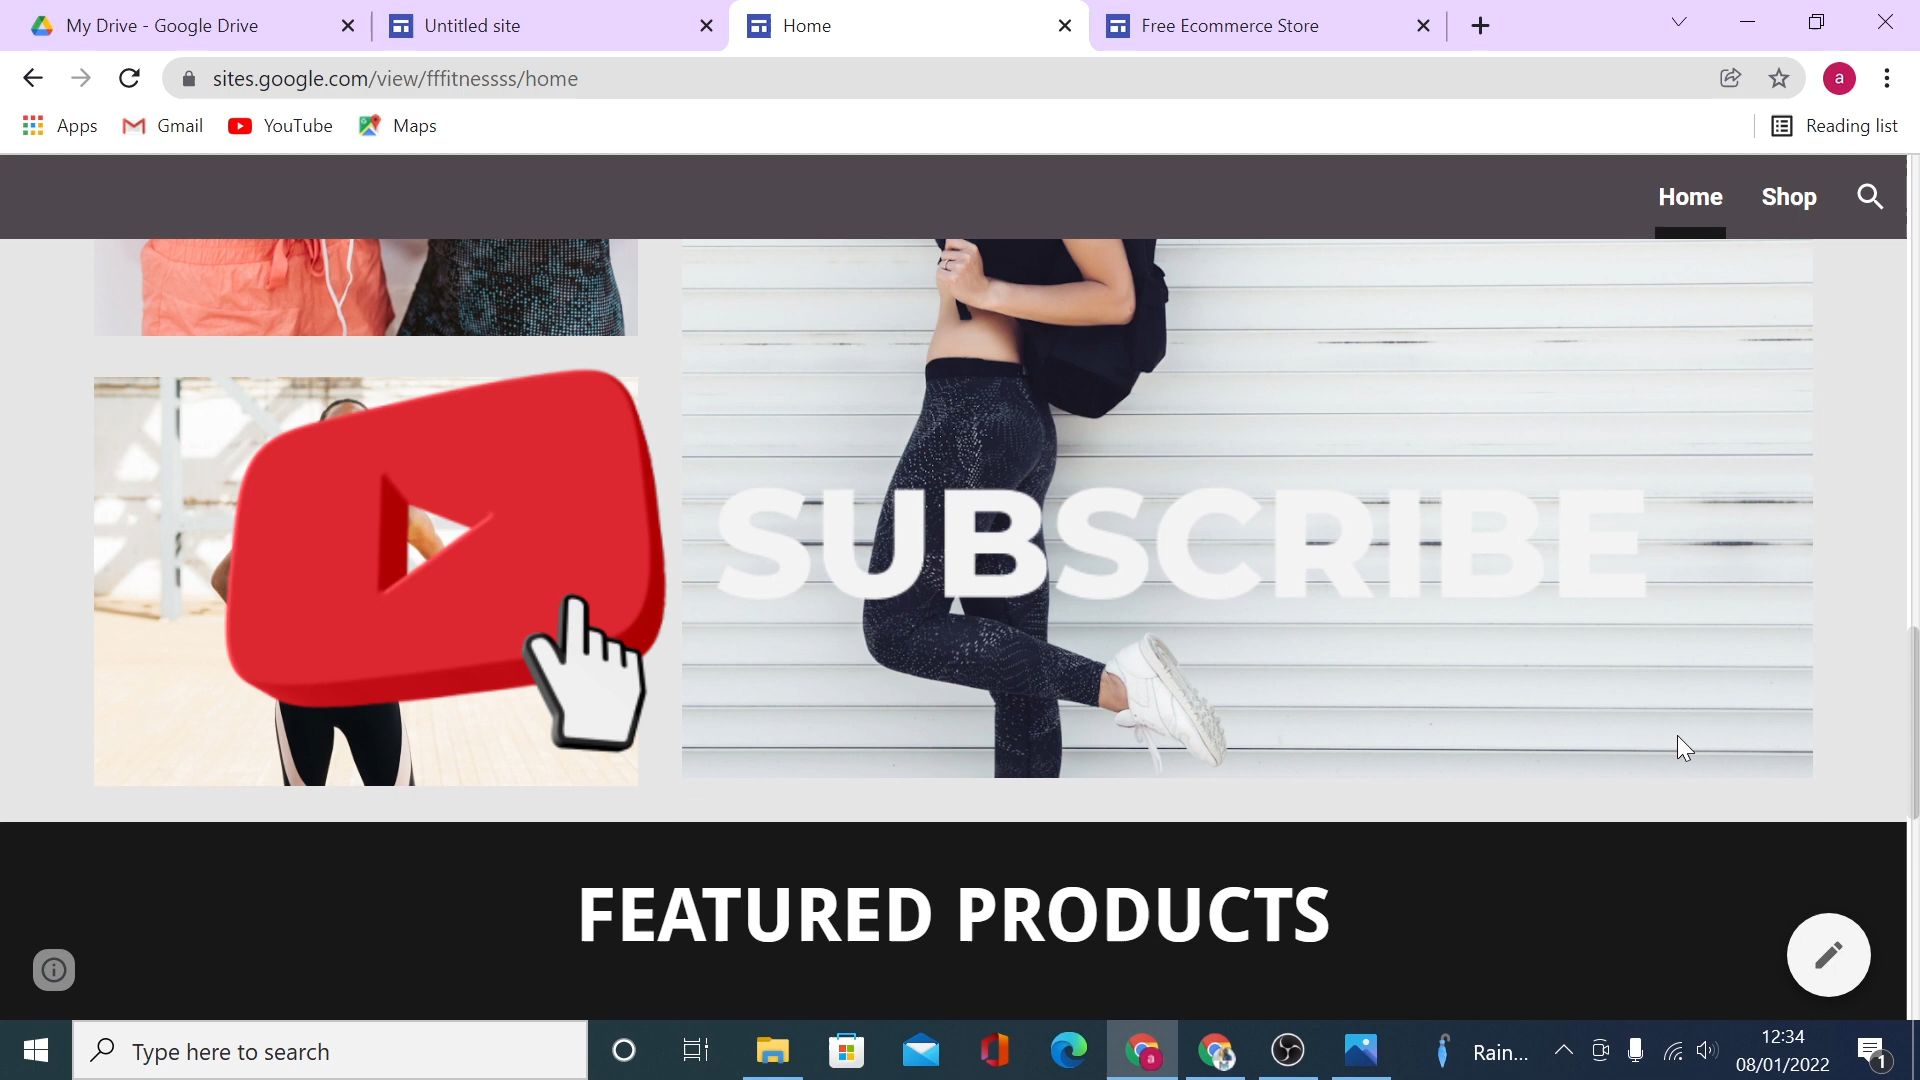 My Drive - Google Drive
Untitled site
Home
Free Ecommerce Store
sites.google.com/view/fffitnessss/home
a
Apps
Gmail
YouTube
Maps
Reading list
Home
Shop
SUBSCRIBE
FEATURED PRODUCTS
Type here to search
a
Rain...
12:34
08/01/2022
1